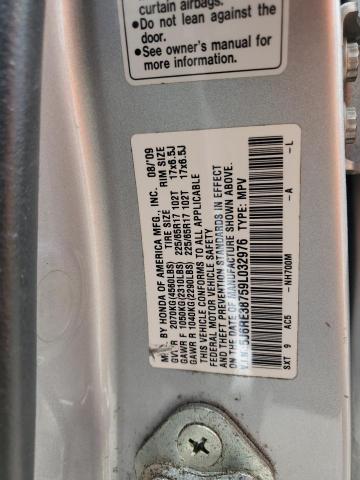 curtain airbags.
•Do not lean against the
door.
•See owner's manual for
more information.
MFD. BY HONDA OF AMERICA MFG., INC. 08/'09
GVWR 2070KG(4560LBS) TIRE SIZE RIM SIZE
GAWR F 1050KG(2310LBS) 225/65R17 102T 17x6.5J
GAWR R 1040KG(2290LBS) 225/65R17 102T 17x6.5J
THIS VEHICLE CONFORMS TO ALL APPLICABLE
FEDERAL MOTOR VEHICLE SAFETY
AND THEFT PREVENTION STANDARDS IN EFFECT
ON THE DATE OF MANUFACTURE SHOWN ABOVE.
V.I.N: 5J6RE38759L032976 TYPE: MPV
SXT 9 AC5 -NH700M -A -L